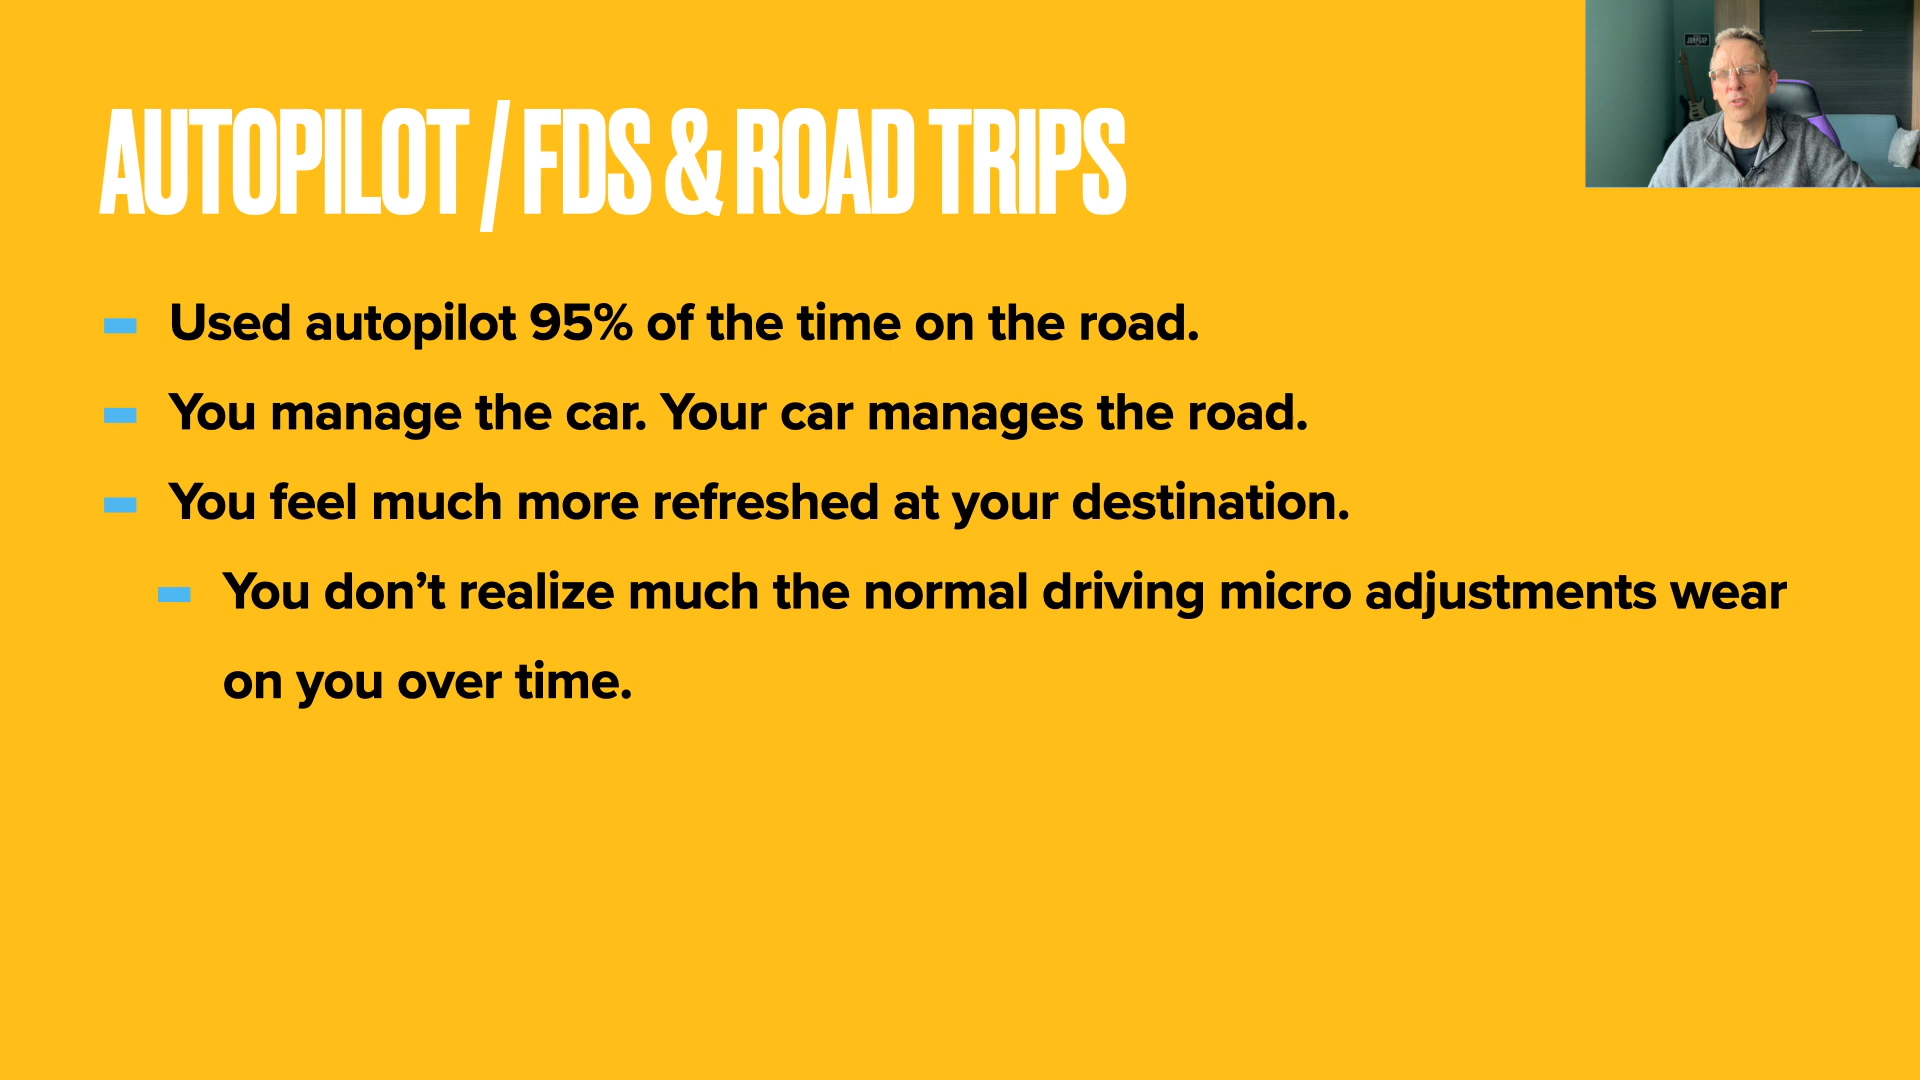 AUTOPILOT / FDS & ROAD TRIPS
Used autopilot 95% of the time on the road.
You manage the car. Your car manages the road.
You feel much more refreshed at your destination.
You don’t realize much the normal driving micro adjustments wear
on you over time.